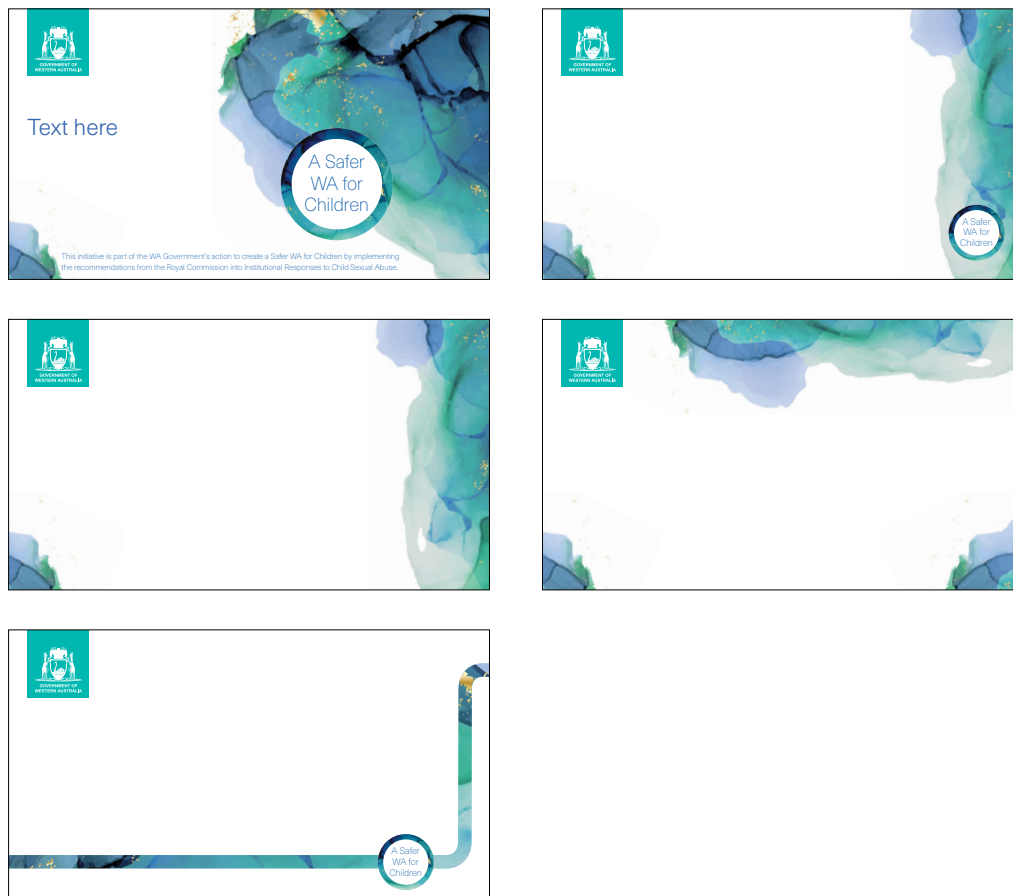 GOVERNMENT OF
WESTERN AUSTRALIA
Text here
A Safer
WA for
Children
This initiative is part of the WA Government's action to create a Safer WA for Children by implementing
the recommendations from the Royal Commission into Institutional Responses to Child Sexual Abuse.
GOVERNMENT OF
WESTERN AUSTRALIA
A Safer
WA for
Children
GOVERNMENT OF
WESTERN AUSTRALIA
GOVERNMENT OF
WESTERN AUSTRALIA
GOVERNMENT OF
WESTERN AUSTRALIA
A Safer
WA for
Children